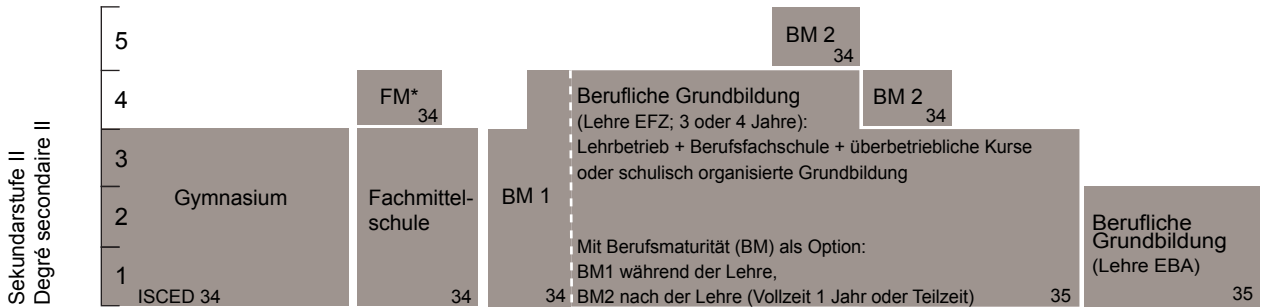 Sekundarstufe II
Degré secondaire II
5
4
3
2
1
Gymnasium
ISCED 34
FM*
34
Fachmittel-
schule
34
BM 1
34
BM 2
34
BM 2
34
Berufliche Grundbildung
(Lehre EFZ; 3 oder 4 Jahre):
Lehrbetrieb + Berufsfachschule + überbetriebliche Kurse
oder schulisch organisierte Grundbildung
Mit Berufsmaturität (BM) als Option:
BM1 während der Lehre,
BM2 nach der Lehre (Vollzeit 1 Jahr oder Teilzeit)
35
Berufliche
Grundbildung
(Lehre EBA)
35